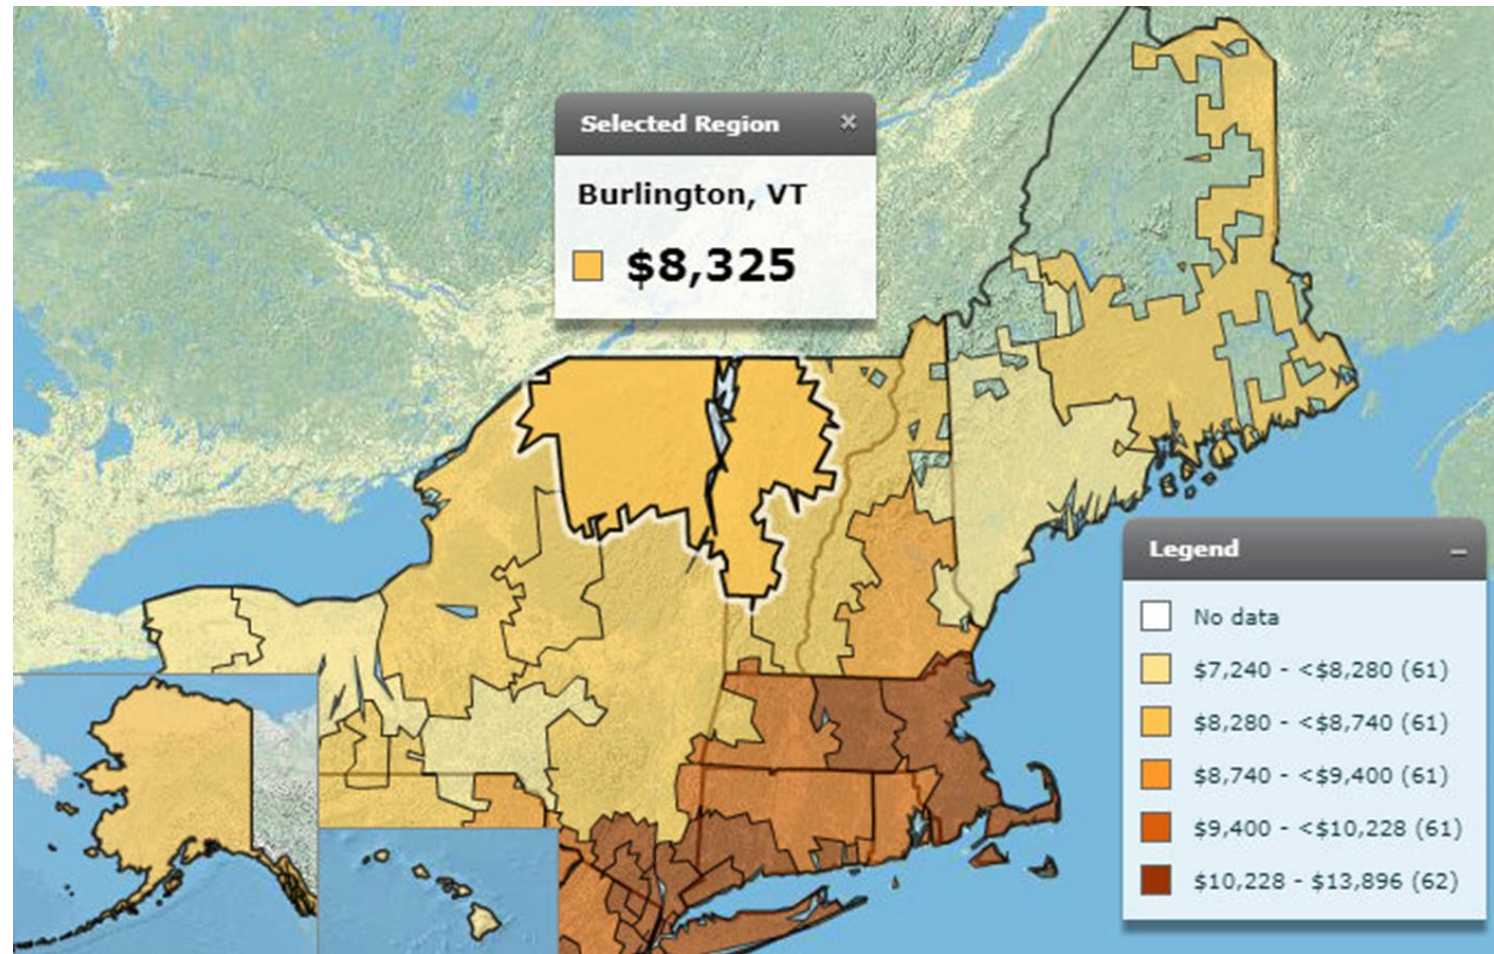 Selected Region ×
Burlington, VT
$8,325
Legend –
No data
$7,240 - <$8,280 (61)
$8,280 - <$8,740 (61)
$8,740 - <$9,400 (61)
$9,400 - <$10,228 (61)
$10,228 - $13,896 (62)